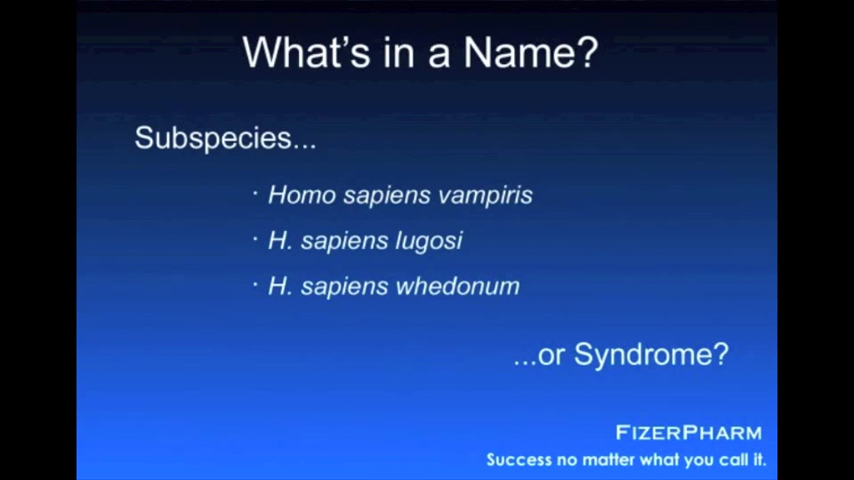 What's in a Name?
Subspecies...
· Homo sapiens vampiris
· H. sapiens lugosi
· H. sapiens whedonum
...or Syndrome?
FIZERPHARM
Success no matter what you call it.